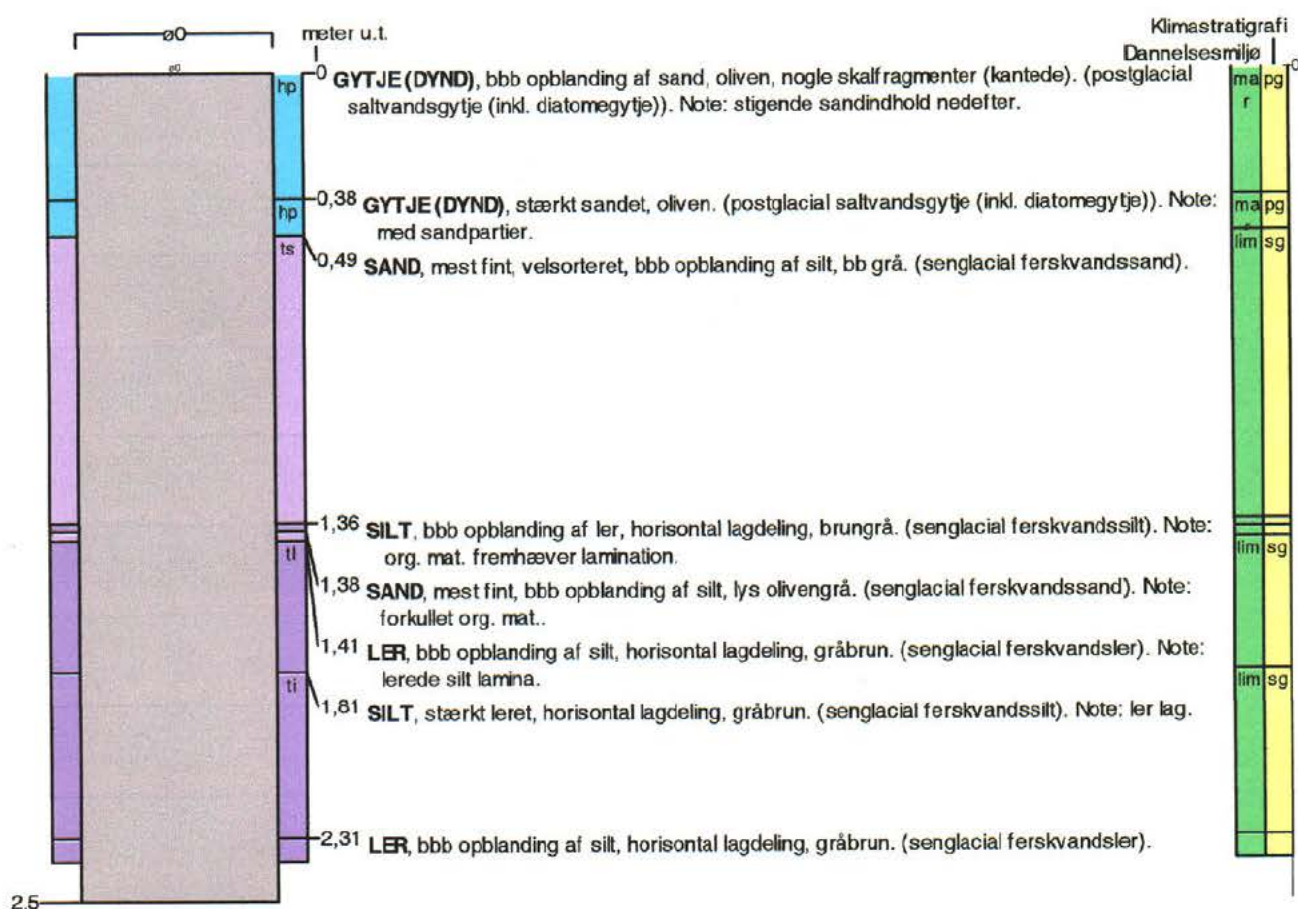 Klimastratigrafi
ø0 meter u.t. Dannelsesmiljø
ø0 0 GYTJE (DYND), bbb opblanding af sand, oliven, nogle skalfragmenter (kantede). (postglacial 0
hp saltvandsgytje (inkl. diatomegytje)). Note: stigende sandindhold nedefter. ma pg
r
0,38 GYTJE (DYND), stærkt sandet, oliven. (postglacial saltvandsgytje (inkl. diatomegytje)). Note: ma pg
hp med sandpartier.
ts 0,49 SAND, mest fint, velsorteret, bbb opblanding af silt, bb grå. (senglacial ferskvandssand). lim sg
1,36 SILT, bbb opblanding af ler, horisontal lagdeling, brungrå. (senglacial ferskvandssilt). Note:
tl org. mat. fremhæver lamination. lim sg
1,38 SAND, mest fint, bbb opblanding af silt, lys olivengrå. (senglacial ferskvandssand). Note:
forkullet org. mat..
1,41 LER, bbb opblanding af silt, horisontal lagdeling, gråbrun. (senglacial ferskvandsler). Note:
ti lerede silt lamina. lim sg
1,81 SILT, stærkt leret, horisontal lagdeling, gråbrun. (senglacial ferskvandssilt). Note: ler lag.
2,31 LER, bbb opblanding af silt, horisontal lagdeling, gråbrun. (senglacial ferskvandsler).
2.5